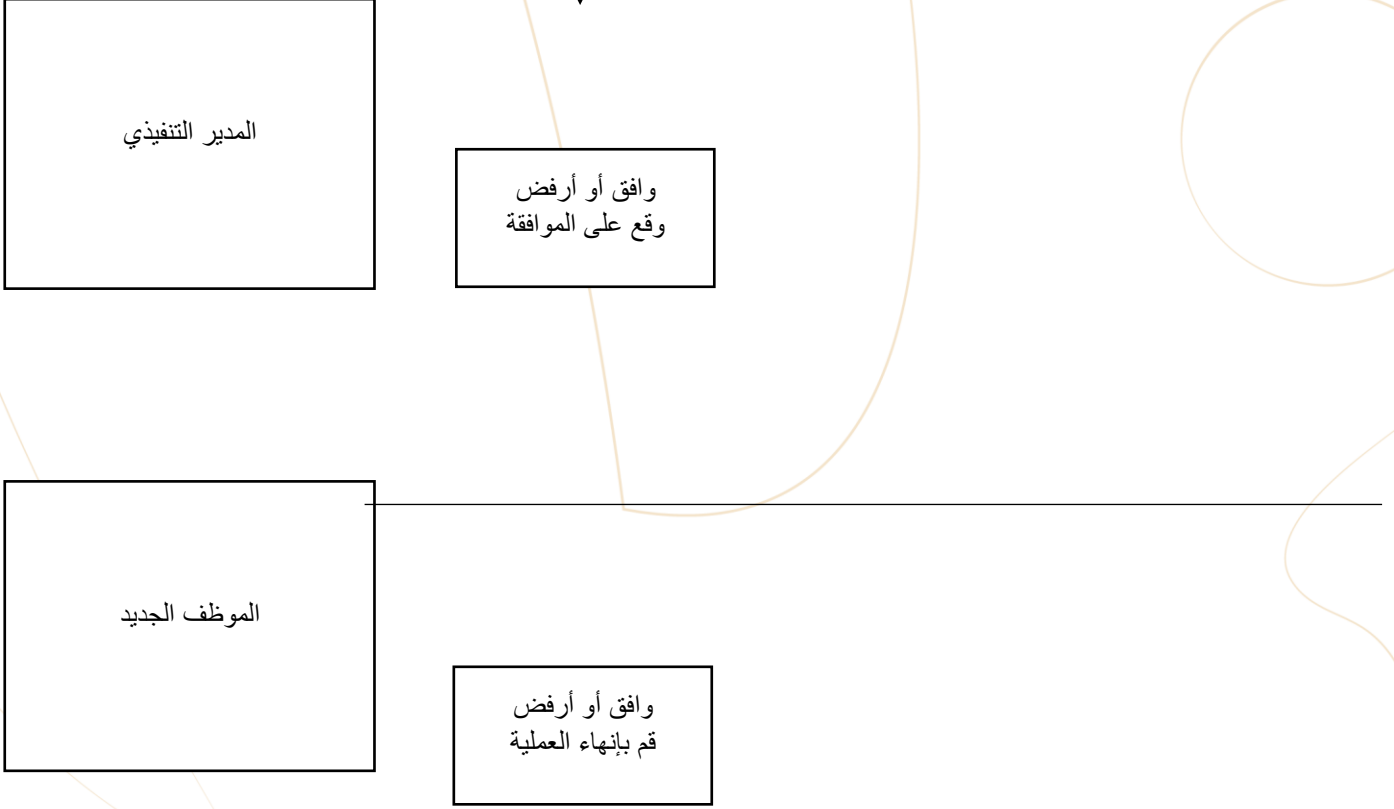 المدير التنفيذي
وافق أو أرفض
وقع على الموافقة
الموظف الجديد
وافق أو أرفض
قم بإنهاء العملية